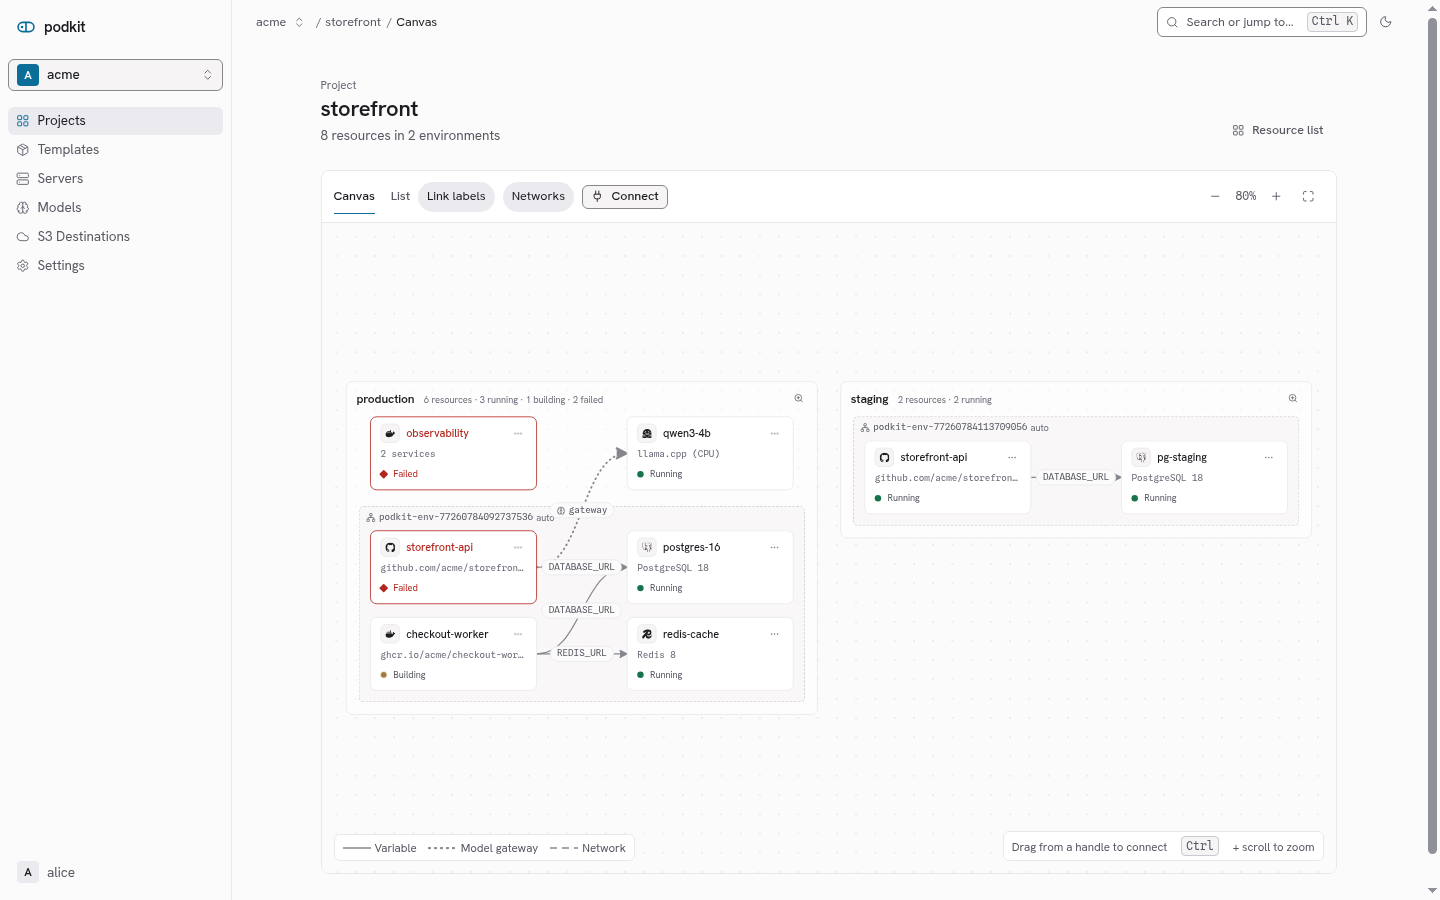 podkit
A
acme
Projects
Templates
Servers
Models
S3 Destinations
Settings
A
alice
acme / storefront / Canvas
Search or jump to... Ctrl K
Project
storefront
8 resources in 2 environments
Resource list
Canvas List Link labels Networks Connect
80%
production 6 resources · 3 running · 1 building · 2 failed
observability
2 services
Failed
qwen3-4b
llama.cpp (CPU)
Running
gateway
podkit-env-77260784092737536 auto
storefront-api
github.com/acme/storefron…
Failed
DATABASE_URL
postgres-16
PostgreSQL 18
Running
DATABASE_URL
checkout-worker
ghcr.io/acme/checkout-wor…
Building
REDIS_URL
redis-cache
Redis 8
Running
staging 2 resources · 2 running
podkit-env-77260784113709056 auto
storefront-api
github.com/acme/storefron…
Running
DATABASE_URL
pg-staging
PostgreSQL 18
Running
Variable Model gateway Network
Drag from a handle to connect Ctrl + scroll to zoom